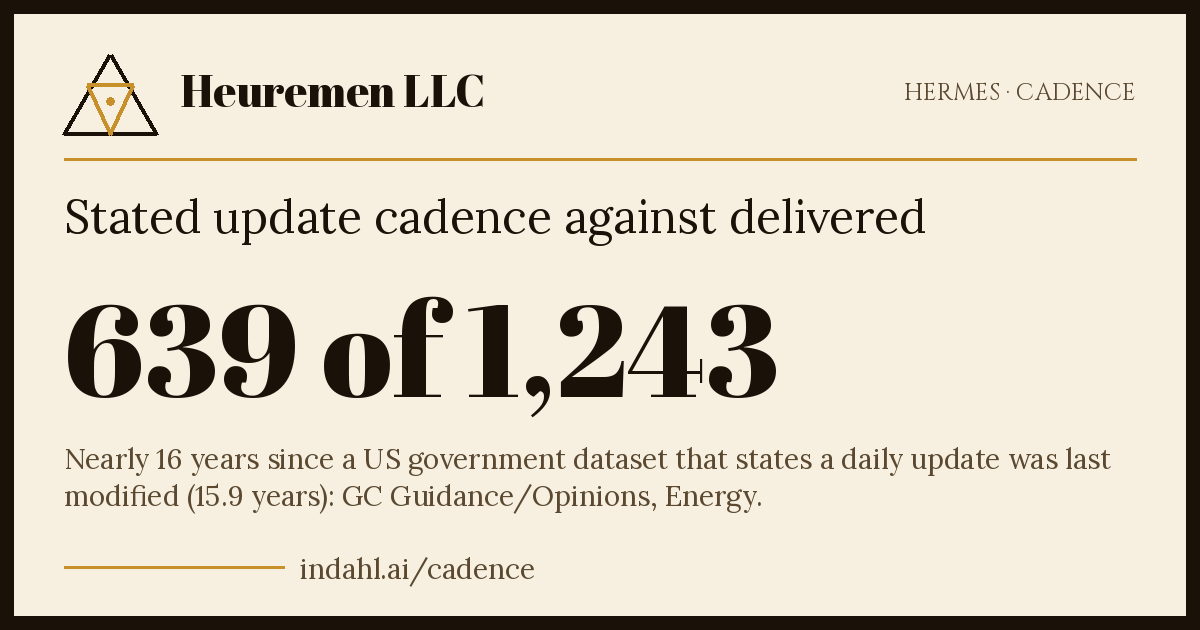 Heuremen LLC
HERMES · CADENCE
Stated update cadence against delivered
639 of 1,243
Nearly 16 years since a US government dataset that states a daily update was last
modified (15.9 years): GC Guidance/Opinions, Energy.
indahl.ai/cadence